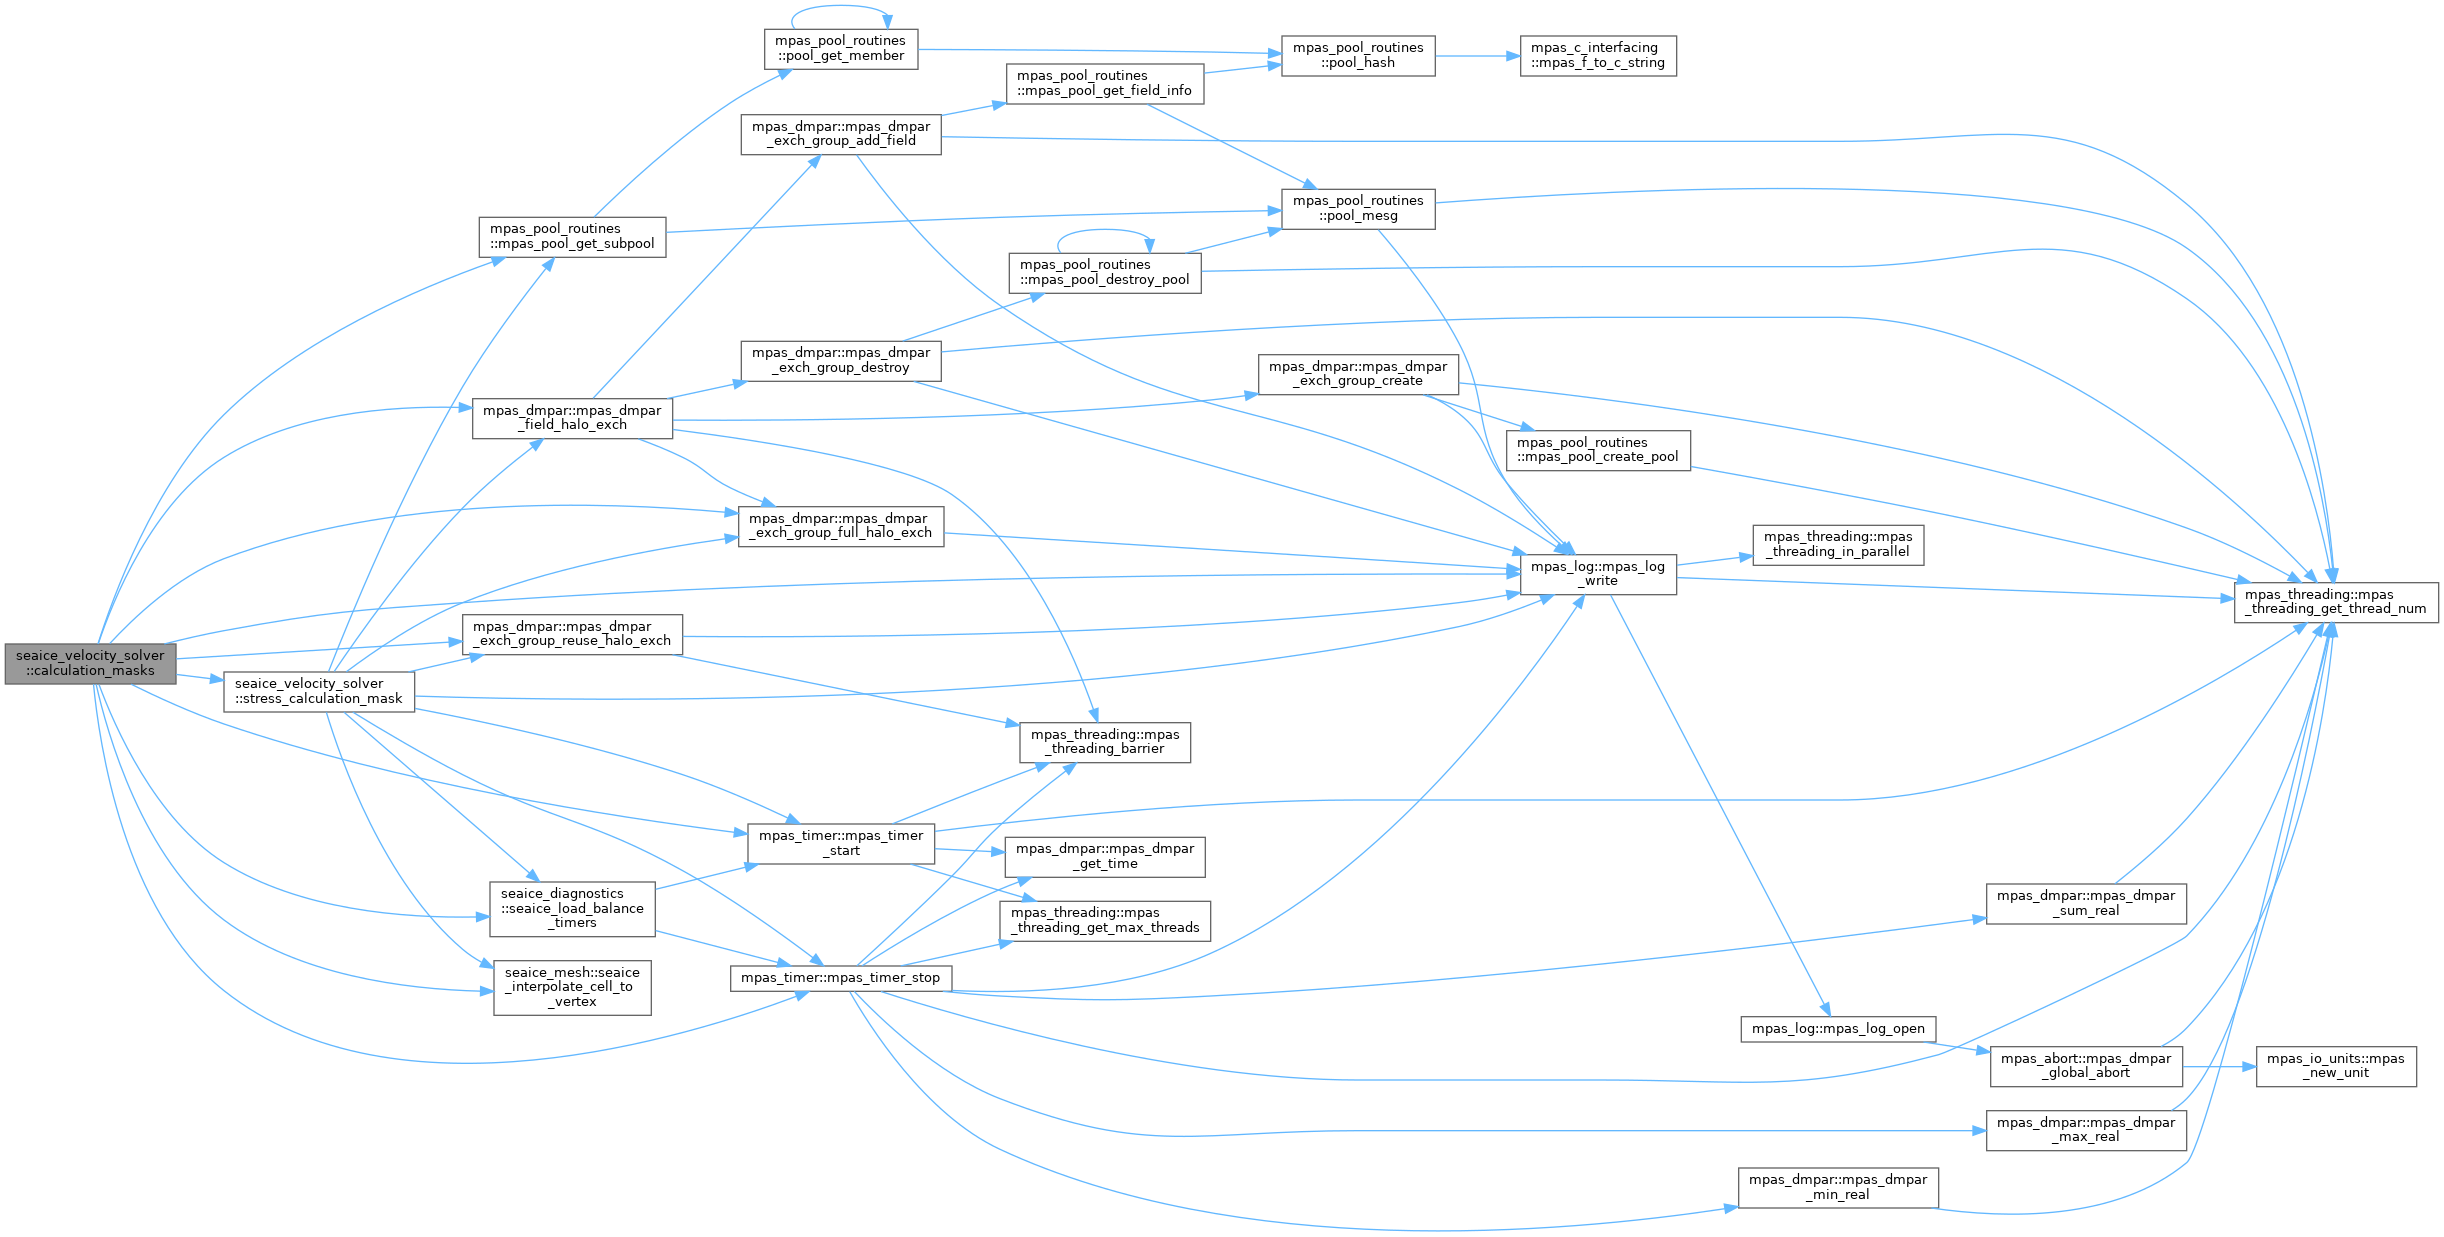 mpas_pool_routines
::pool_get_member
mpas_pool_routines
::pool_hash
mpas_c_interfacing
::mpas_f_to_c_string
mpas_pool_routines
::mpas_pool_get_field_info
mpas_dmpar::mpas_dmpar
_exch_group_add_field
mpas_pool_routines
::pool_mesg
mpas_pool_routines
::mpas_pool_get_subpool
mpas_pool_routines
::mpas_pool_destroy_pool
mpas_dmpar::mpas_dmpar
_exch_group_destroy
mpas_dmpar::mpas_dmpar
_exch_group_create
mpas_dmpar::mpas_dmpar
_field_halo_exch
mpas_pool_routines
::mpas_pool_create_pool
mpas_dmpar::mpas_dmpar
_exch_group_full_halo_exch
mpas_threading::mpas
_threading_in_parallel
mpas_log::mpas_log
_write
mpas_threading::mpas
_threading_get_thread_num
mpas_dmpar::mpas_dmpar
_exch_group_reuse_halo_exch
seaice_velocity_solver
::calculation_masks
seaice_velocity_solver
::stress_calculation_mask
mpas_threading::mpas
_threading_barrier
mpas_timer::mpas_timer
_start
mpas_dmpar::mpas_dmpar
_get_time
seaice_diagnostics
::seaice_load_balance
_timers
mpas_threading::mpas
_threading_get_max_threads
mpas_dmpar::mpas_dmpar
_sum_real
seaice_mesh::seaice
_interpolate_cell_to
_vertex
mpas_timer::mpas_timer_stop
mpas_log::mpas_log_open
mpas_abort::mpas_dmpar
_global_abort
mpas_io_units::mpas
_new_unit
mpas_dmpar::mpas_dmpar
_max_real
mpas_dmpar::mpas_dmpar
_min_real